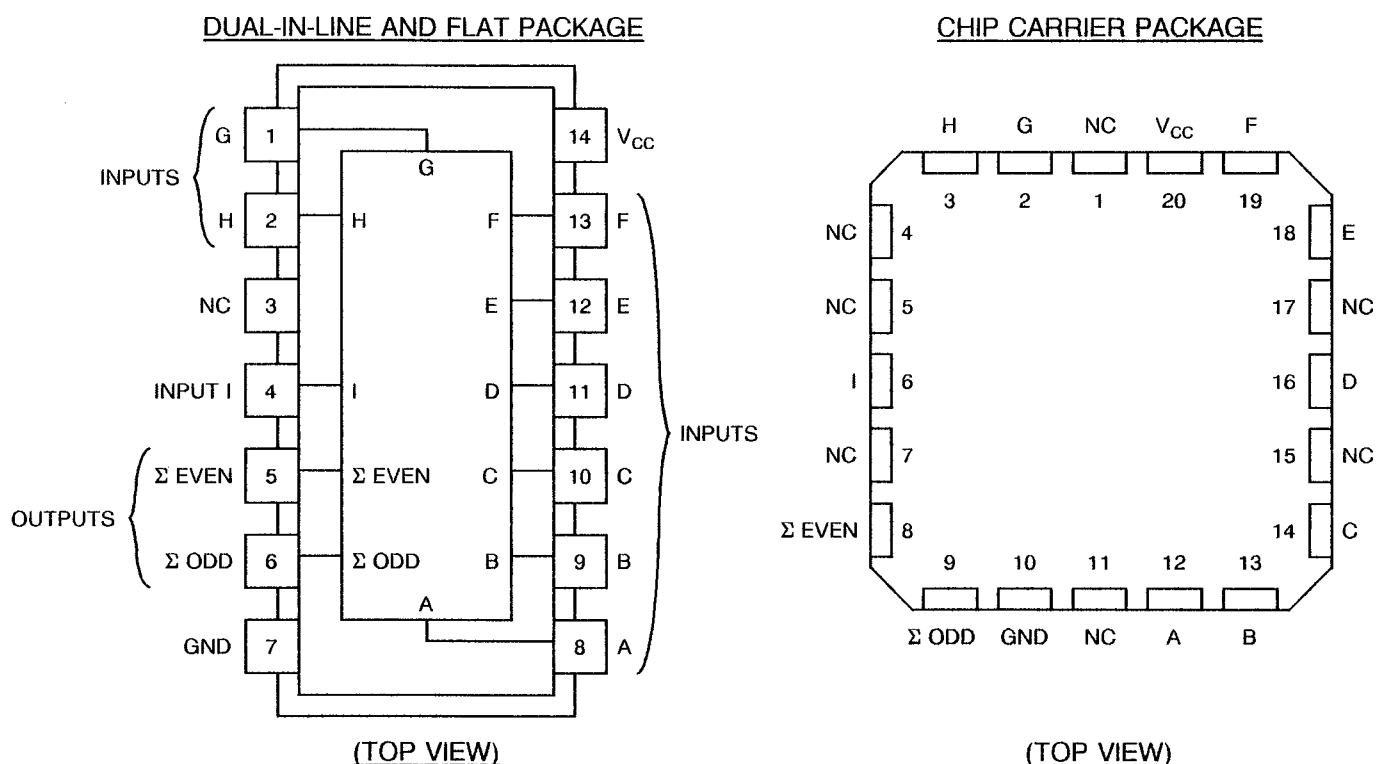 DUAL-IN-LINE AND FLAT PACKAGE
G 1 14 VCC
G
INPUTS
H 2 H F 13 F
NC 3 E 12 E
INPUT I 4 I D 11 D
INPUTS
Σ EVEN 5 Σ EVEN C 10 C
OUTPUTS
Σ ODD 6 Σ ODD B 9 B
A
GND 7 8 A
(TOP VIEW)
CHIP CARRIER PACKAGE
H G NC VCC F
3 2 1 20 19
NC 4 18 E
NC 5 17 NC
I 6 16 D
NC 7 15 NC
Σ EVEN 8 14 C
9 10 11 12 13
Σ ODD GND NC A B
(TOP VIEW)